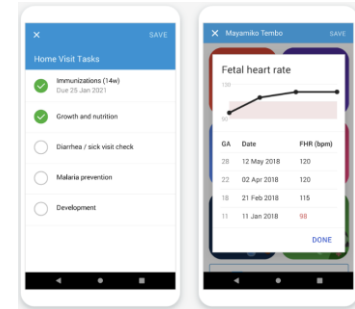 SAVE
Home Visit Tasks
Immunizations (14w)
Due 25 Jan 2021
Growth and nutrition
Diarrhea / sick visit check
Malaria prevention
Development
Mayamiko Tembo SAVE
Fetal heart rate
159
90
GA Date FHR (bpm)
28 12 May 2018 120
22 02 Apr 2018 120
18 21 Feb 2018 115
11 11 Jan 2018 98
DONE